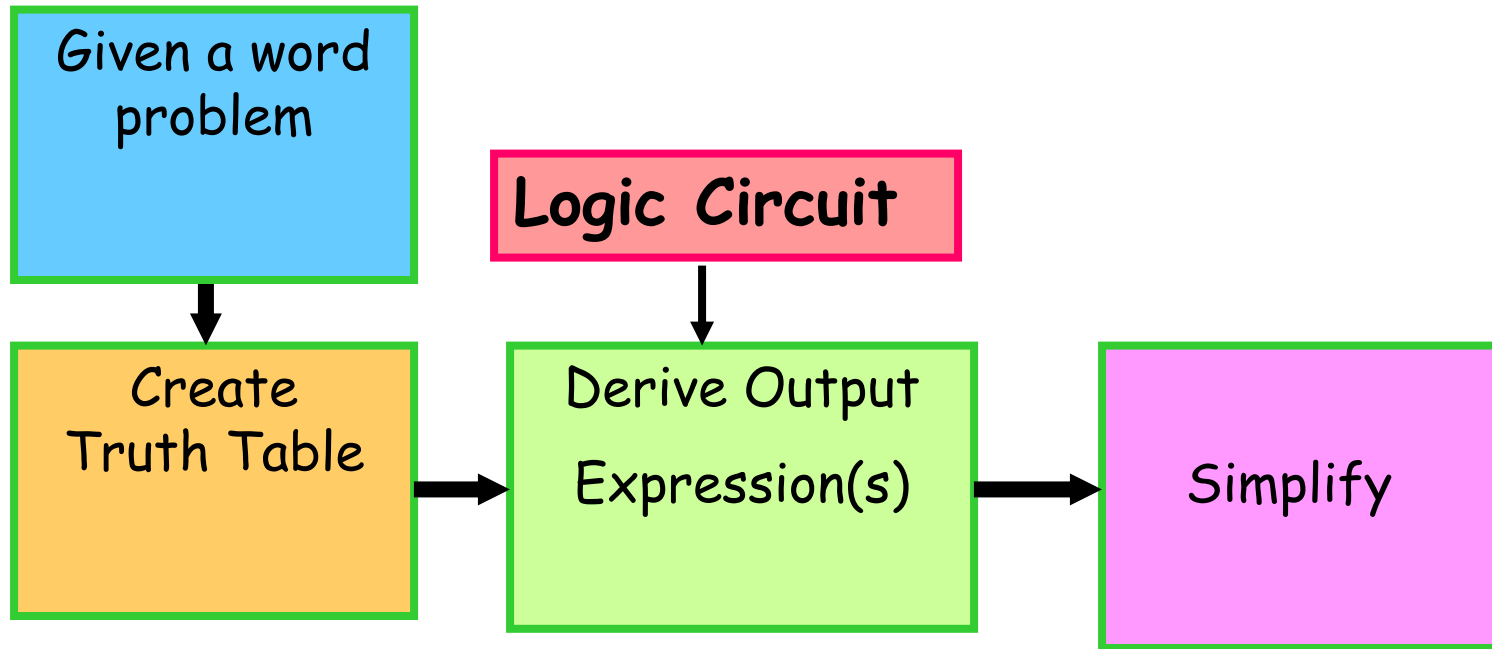 Given a word
problem
Logic Circuit
Create
Truth Table
Derive Output
Expression(s)
Simplify